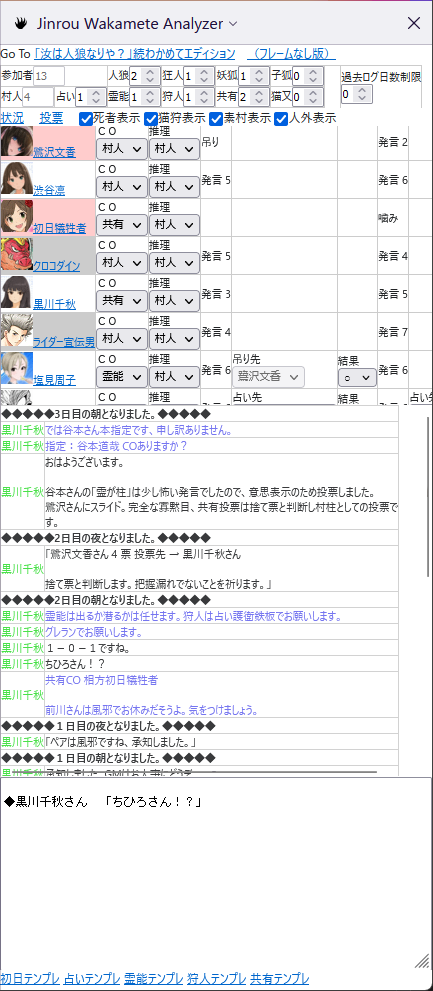 Jinrou Wakamete Analyzer
Go To 「汝は人狼なりや？」続わかめてエディション （フレームなし版）
参加者 13 人狼 2 狂人 1 妖狐 1 子狐 0 過去ログ日数制限
村人 4 占い 1 霊能 1 狩人 1 共有 2 猫又 0 0
状況 投票 死者表示 猫狩表示 素村表示 人外表示
鷺沢文香 ＣＯ 村人 推理 村人 吊り 発言 2
渋谷凛 ＣＯ 村人 推理 村人 発言 5 発言 6
初日犠牲者 ＣＯ 共有 推理 村人 噛み
クロコダイン ＣＯ 村人 推理 村人 発言 5 発言 4
黒川千秋 ＣＯ 共有 推理 村人 発言 3 発言 5
ライダー宣伝男 ＣＯ 村人 推理 村人 発言 4 発言 7
塩見周子 ＣＯ 霊能 推理 村人 発言 6 吊り先 鷺沢文香 結果 ○ 発言 6
ＣＯ 推理 占い先 結果 占い先
◆◆◆◆◆3日目の朝となりました。◆◆◆◆◆
黒川千秋 では谷本さん本指定です、申し訳ありません。
黒川千秋 指定：谷本道哉 COありますか？
黒川千秋 おはようございます。
谷本さんの「霊が柱」は少し怖い発言でしたので、意思表示のため投票しました。
鷺沢さんにスライド。完全な寡黙目、共有投票は捨て票と判断し村柱としての投票で
す。
◆◆◆◆◆2日目の夜となりました。◆◆◆◆◆
黒川千秋 「鷺沢文香さん 4 票 投票先 → 黒川千秋さん
捨て票と判断します。把握漏れでないことを祈ります。」
◆◆◆◆◆2日目の朝となりました。◆◆◆◆◆
黒川千秋 霊能は出るか潜るかは任せます。狩人は占い護衛鉄板でお願いします。
黒川千秋 グレランでお願いします。
黒川千秋 １－０－１ですね。
黒川千秋 ちひろさん！？
黒川千秋 共有CO 相方初日犠牲者
前川さんは風邪でお休みだそうよ。気をつけましょう。
◆◆◆◆◆１日目の夜となりました。◆◆◆◆◆
黒川千秋 「ペアは風邪ですね、承知しました。」
◆◆◆◆◆１日目の朝となりました。◆◆◆◆◆
黒川千秋
◆黒川千秋さん 「ちひろさん！？」
初日テンプレ 占いテンプレ 霊能テンプレ 狩人テンプレ 共有テンプレ